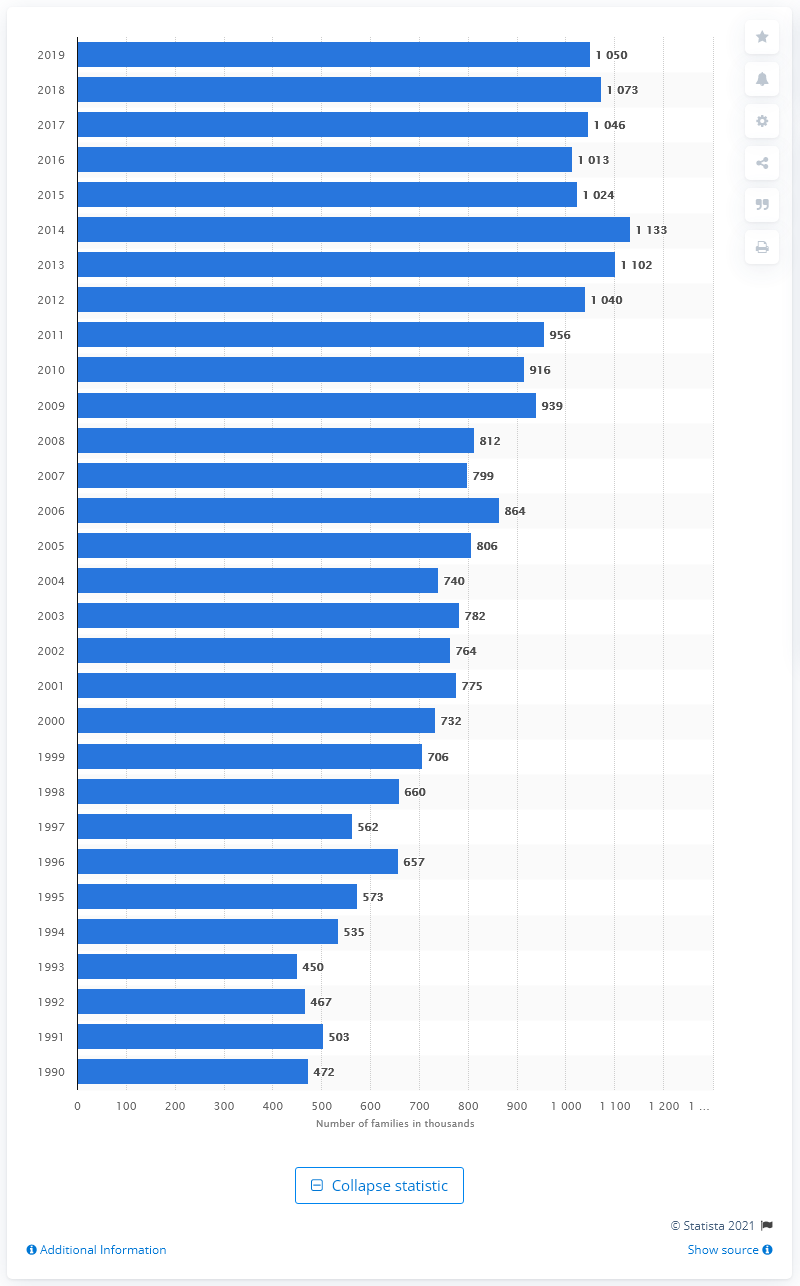 2019 1 050
2018 1 073
2017 1 046
2016 1 013
2015 1 024
2014 1 133
2013 1 102
2012 1 040
2011 956
2010 916
2009 939
2008 812
2007 799
2006 864
2005 806
2004 740
2003 782
2002 764
2001 775
2000 732
1999 706
1998 660
1997 562
1996 657
1995 573
1994 535
1993 450
1992 467
1991 503
1990 472
0 100 200 300 400 500 600 700 800 900 1 000 1 100 1 200 1 ...
Number of families in thousands
Collapse statistic
© Statista 2021
Additional Information Show source